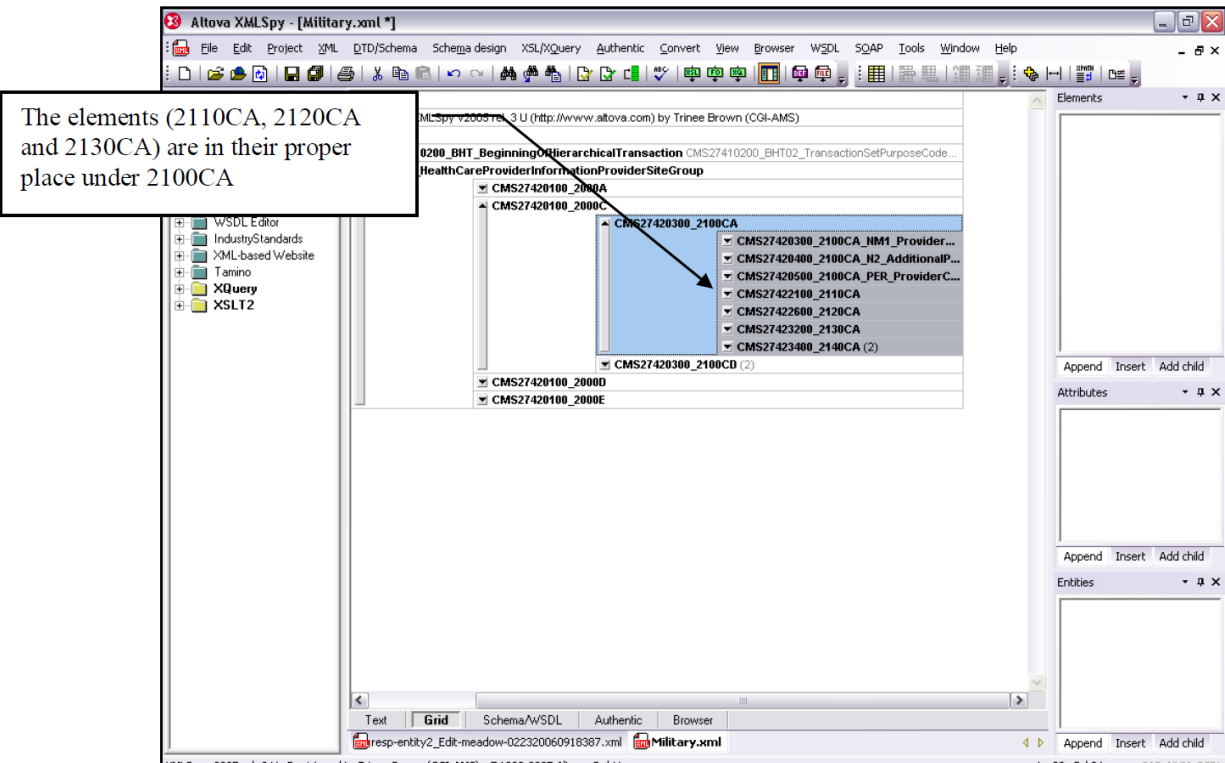 Altova XMLSpy - [Military.xml *]
File Edit Project XML DTD/Schema Schema design XSL/XQuery Authentic Convert View Browser WSDL SOAP Tools Window Help
The elements (2110CA, 2120CA
and 2130CA) are in their proper
place under 2100CA
WSDL Editor
IndustryStandards
XML-based Website
Tamino
XQuery
XSLT2
XMLSpy v2005 rel. 3 U (http://www.altova.com) by Trinee Brown (CGI-AMS)
0200_BHT_BeginningOfHierarchicalTransaction CMS27410200_BHT02_TransactionSetPurposeCode...
_HealthCareProviderInformationProviderSiteGroup
CMS27420100_2000A
CMS27420100_2000C
CMS27420300_2100CA
CMS27420300_2100CA_NM1_Provider...
CMS27420400_2100CA_N2_AdditionalP...
CMS27420500_2100CA_PER_ProviderC...
CMS27422100_2110CA
CMS27422600_2120CA
CMS27423200_2130CA
CMS27423400_2140CA (2)
CMS27420300_2100CD (2)
CMS27420100_2000D
CMS27420100_2000E
Elements
Append Insert Add child
Attributes
Append Insert Add child
Entities
Append Insert Add child
Text Grid Schema/WSDL Authentic Browser
resp-entity2_Edit-meadow-022320060918387.xml Military.xml